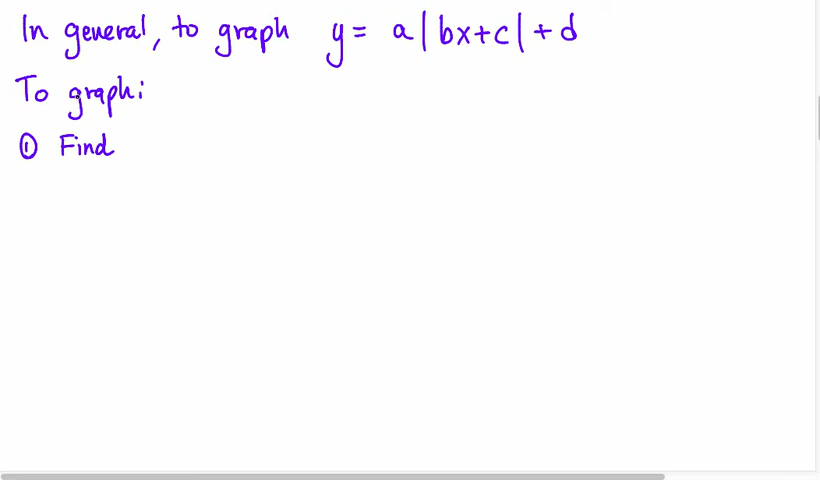 In general, to graph y = a|bx+c|+d
To graph:
① Find